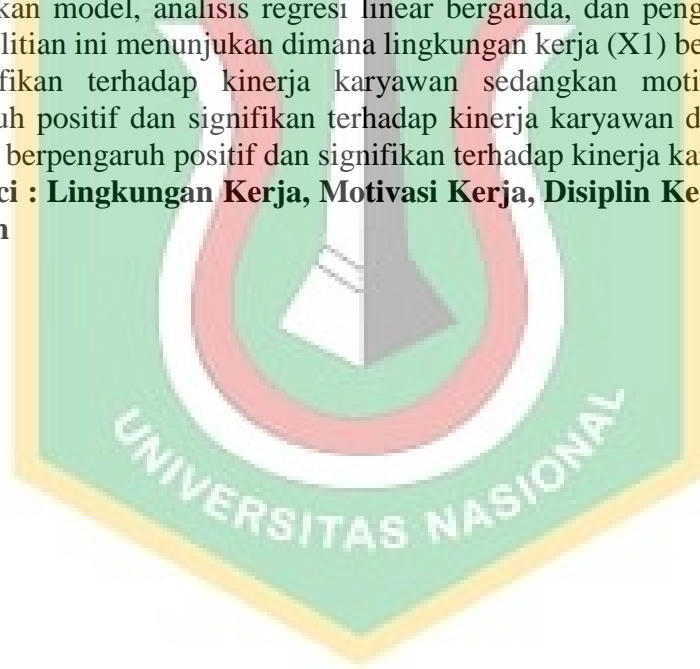 kan model, analisis regresi linear berganda, dan peng
litian ini menunjukan dimana lingkungan kerja (X1) be
fikan terhadap kinerja karyawan sedangkan moti
uh positif dan signifikan terhadap kinerja karyawan d
berpengaruh positif dan signifikan terhadap kinerja kar
ci : Lingkungan Kerja, Motivasi Kerja, Disiplin Ke
n
UNIVERSITAS NASIONAL